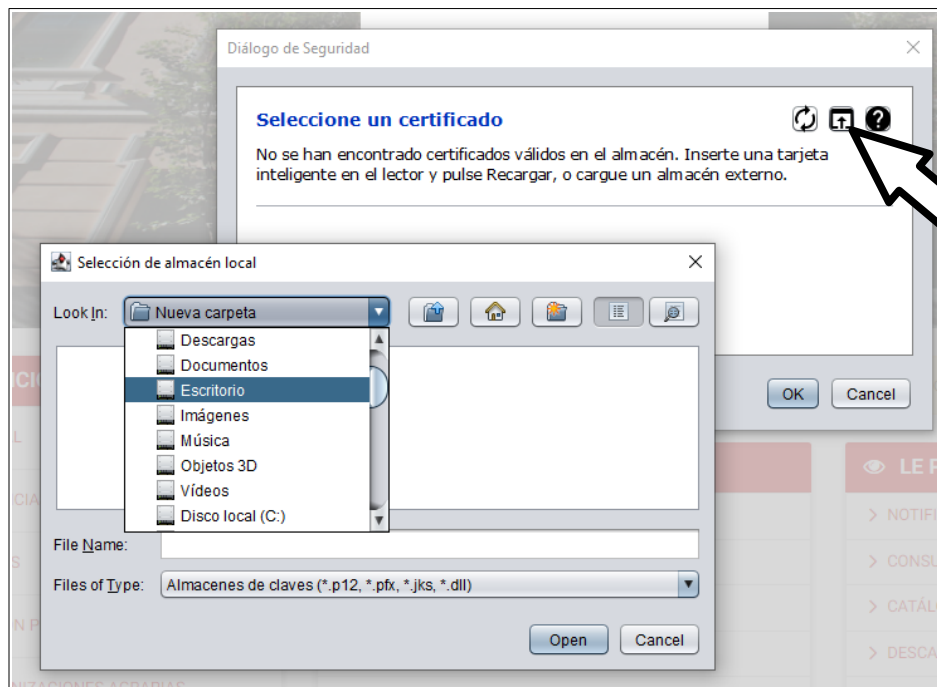 Diálogo de Seguridad
Seleccione un certificado
No se han encontrado certificados válidos en el almacén. Inserte una tarjeta
inteligente en el lector y pulse Recargar, o cargue un almacén externo.
OK
Cancel
Selección de almacén local
Look In:
Nueva carpeta
Descargas
Documentos
Escritorio
Imágenes
Música
Objetos 3D
Vídeos
Disco local (C:)
File Name:
Files of Type:
Almacenes de claves (*.p12, *.pfx, *.jks, *.dll)
Open
Cancel
LE
> NOTIFI
> CONSU
> CATÁL
> DESCA